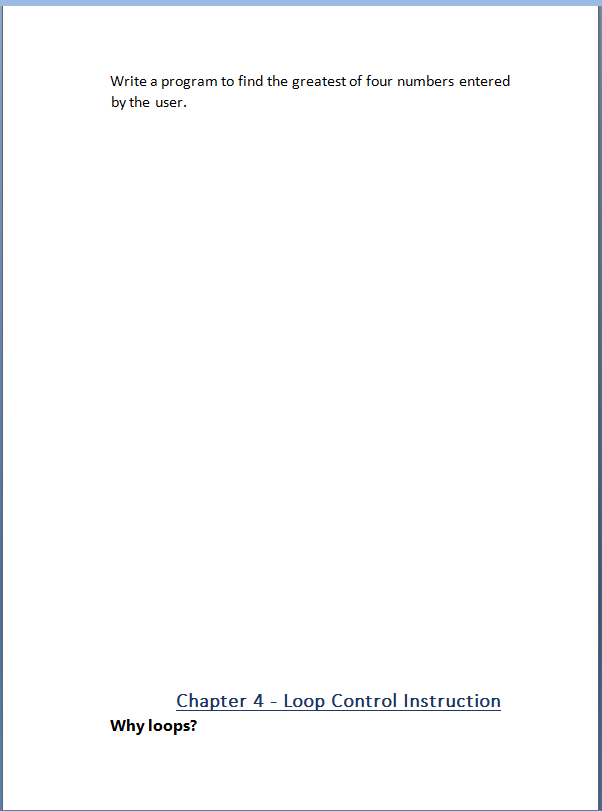 Write a program to find the greatest of four numbers entered
by the user.
Chapter 4 - Loop Control Instruction
Why loops?